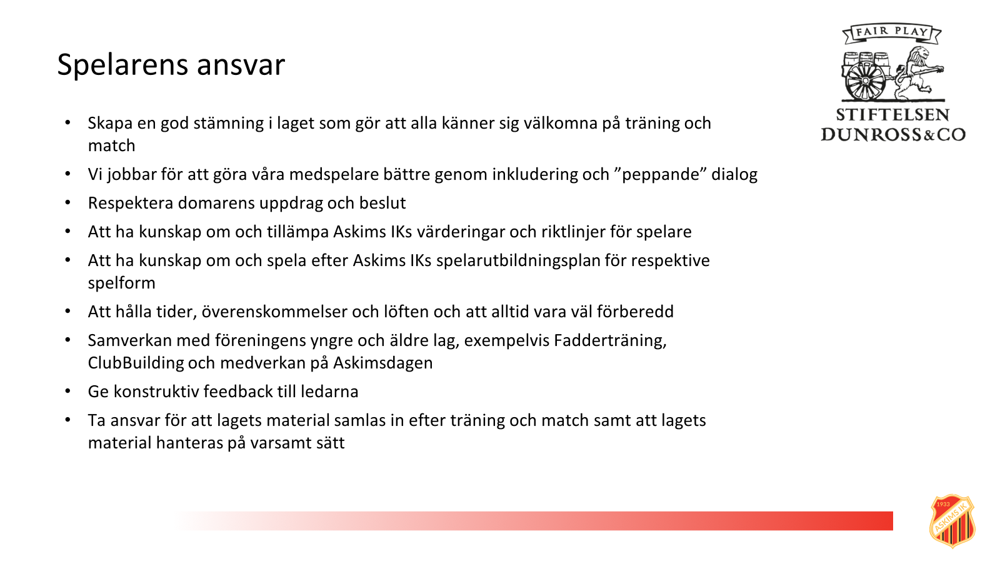 FAIR PLAY
STIFTELSEN
DUNROSS&CO
Spelarens ansvar
• Skapa en god stämning i laget som gör att alla känner sig välkomna på träning och
match
• Vi jobbar för att göra våra medspelare bättre genom inkludering och ”peppande” dialog
• Respektera domarens uppdrag och beslut
• Att ha kunskap om och tillämpa Askims IKs värderingar och riktlinjer för spelare
• Att ha kunskap om och spela efter Askims IKs spelarutbildningsplan för respektive
spelform
• Att hålla tider, överenskommelser och löften och att alltid vara väl förberedd
• Samverkan med föreningens yngre och äldre lag, exempelvis Fadderträning,
ClubBuilding och medverkan på Askimsdagen
• Ge konstruktiv feedback till ledarna
• Ta ansvar för att lagets material samlas in efter träning och match samt att lagets
material hanteras på varsamt sätt
1933
ASKIMS IK